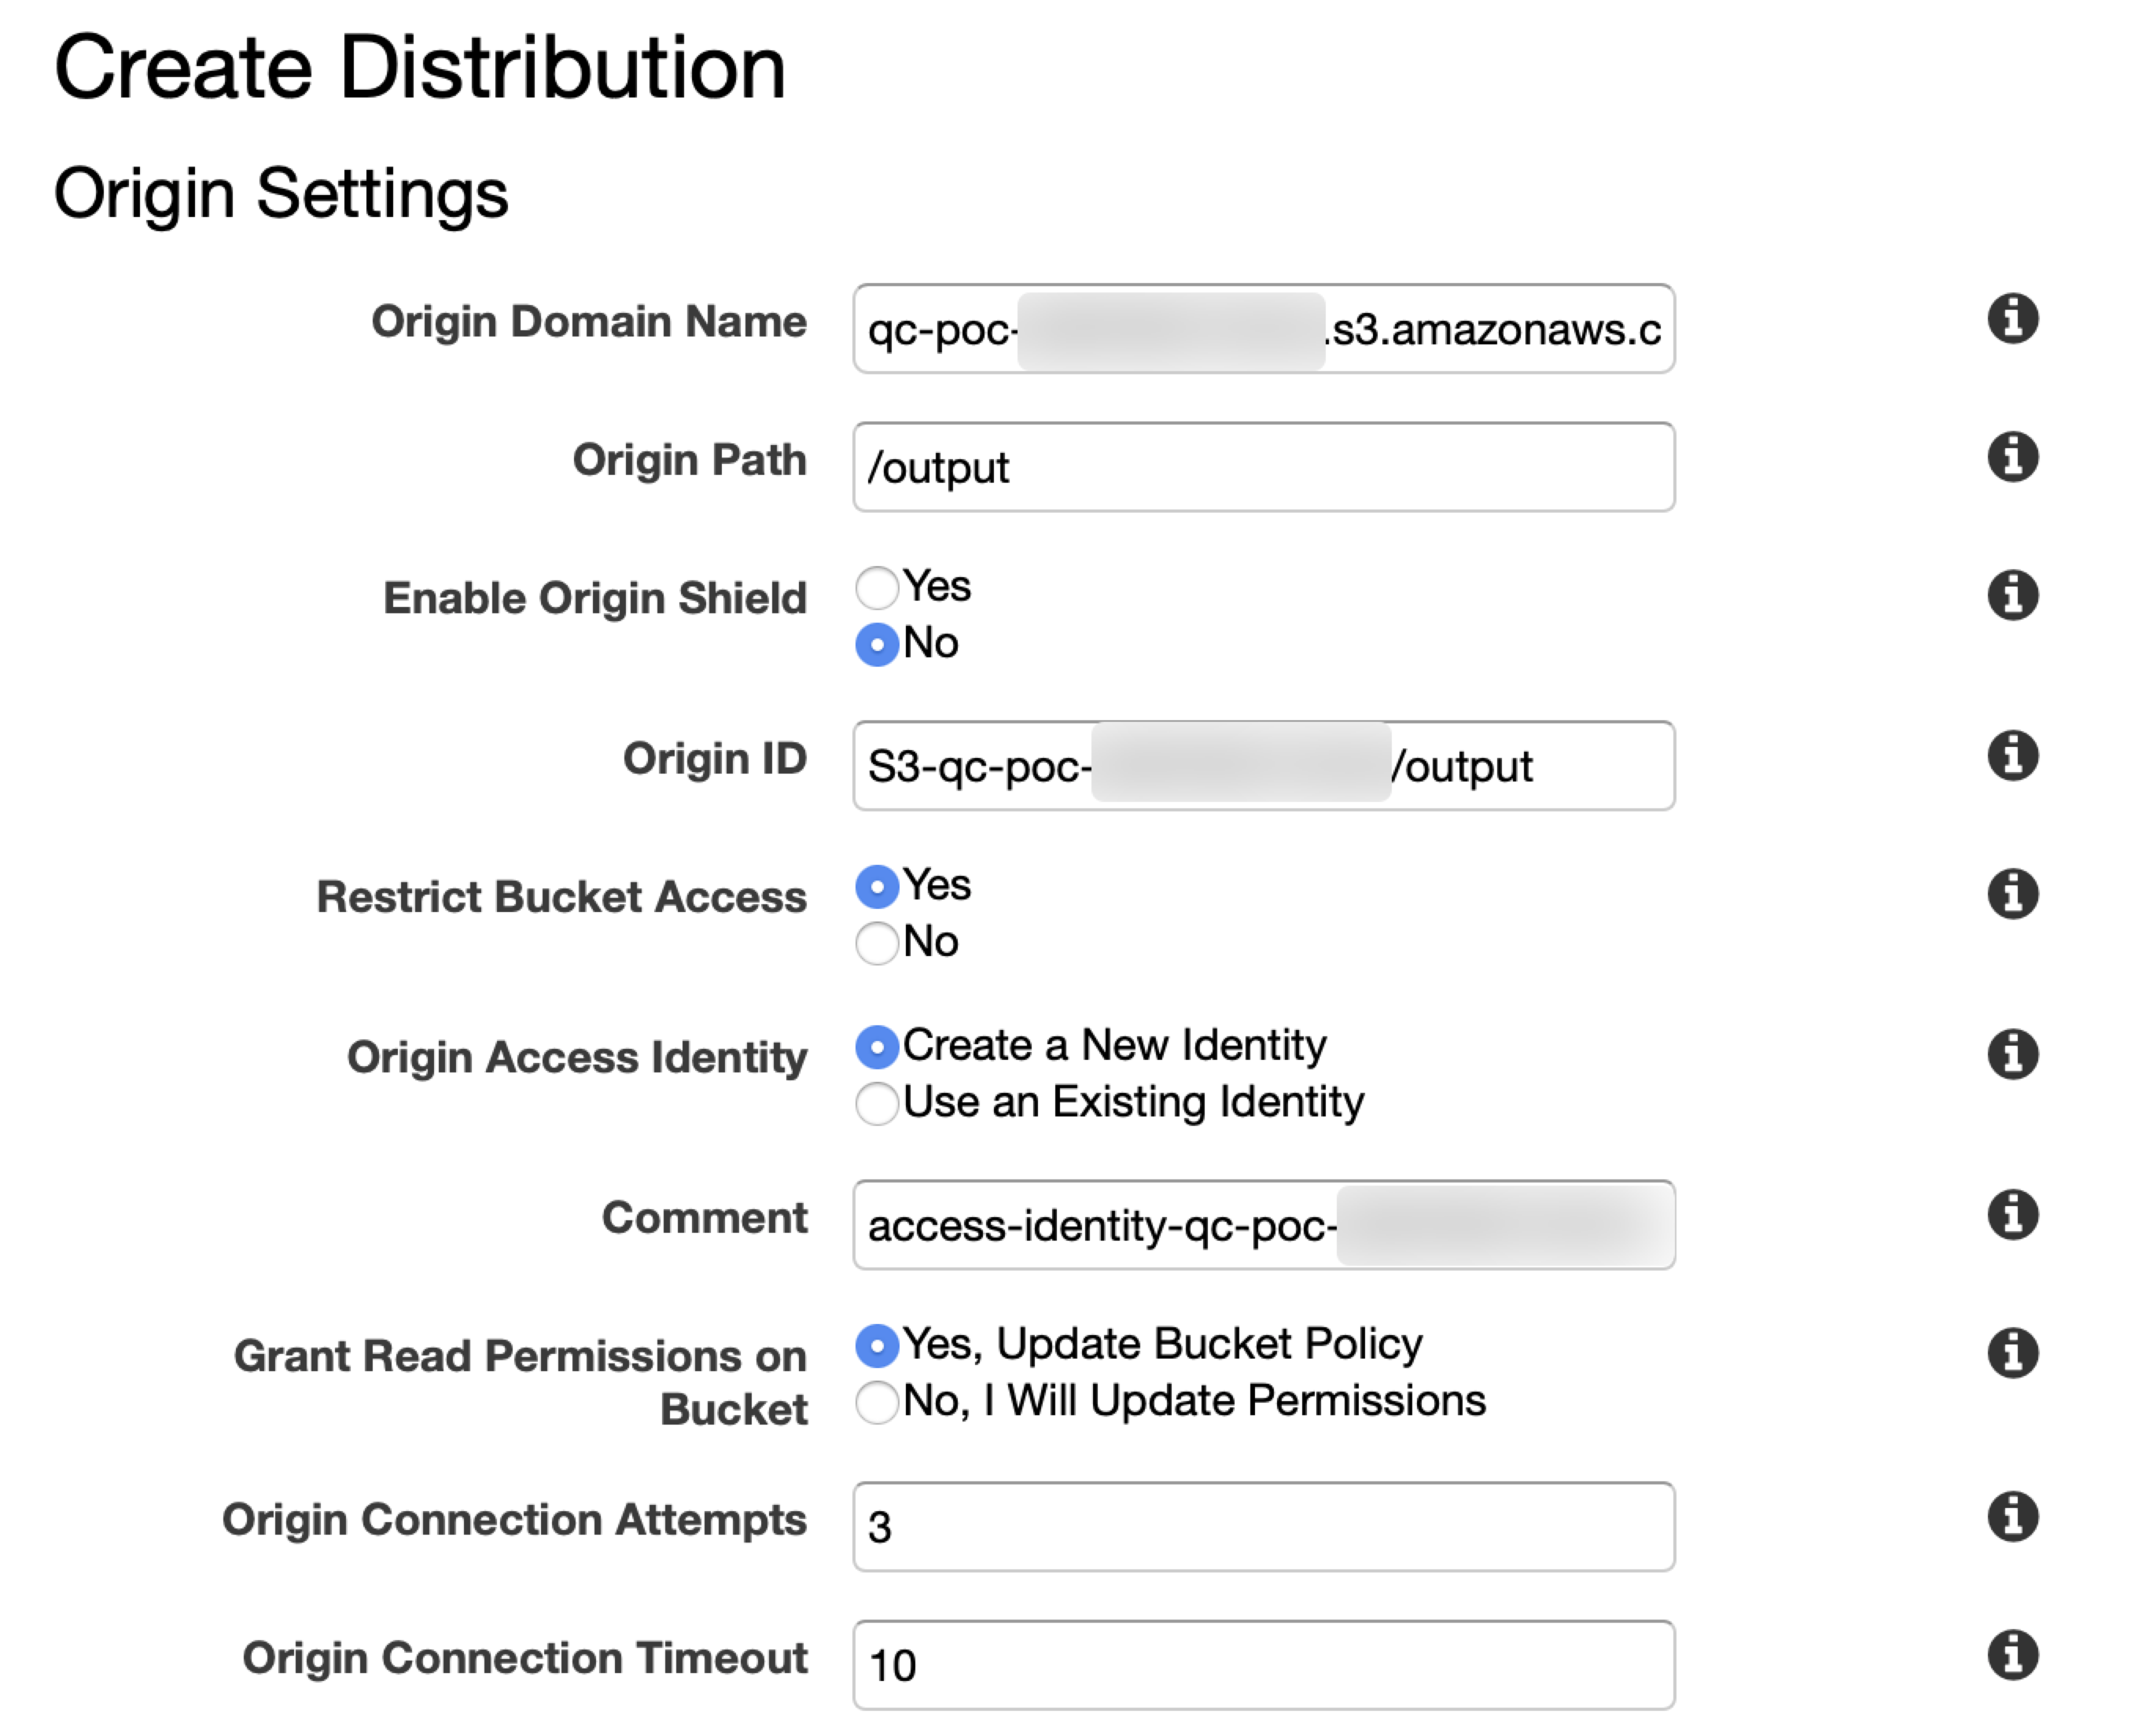 Create Distribution
Origin Settings
Origin Domain Name qc-poc- .s3.amazonaws.c
Origin Path /output
Enable Origin Shield Yes
No
Origin ID S3-qc-poc- /output
Restrict Bucket Access Yes
No
Origin Access Identity Create a New Identity
Use an Existing Identity
Comment access-identity-qc-poc-
Grant Read Permissions on Yes, Update Bucket Policy
Bucket No, I Will Update Permissions
Origin Connection Attempts 3
Origin Connection Timeout 10